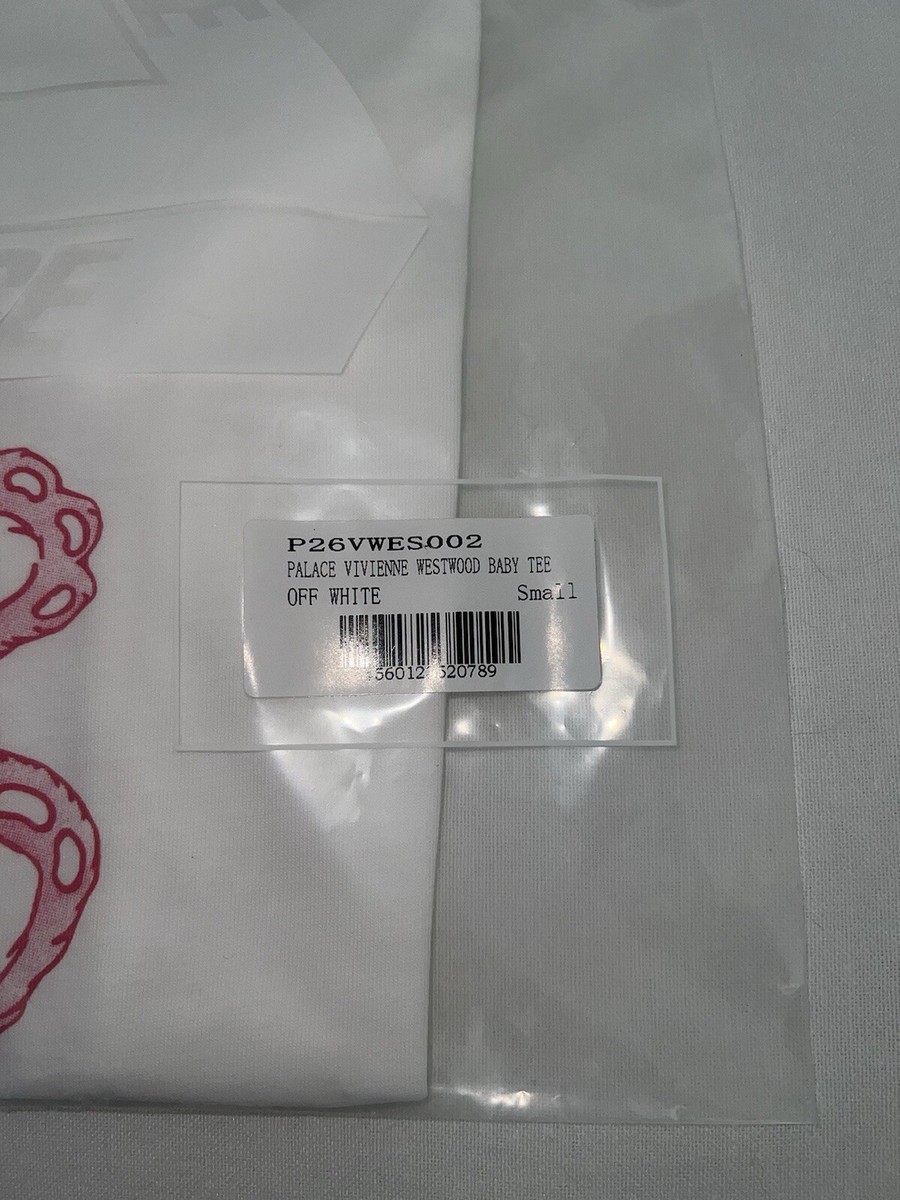 P26VWES002
PALACE VIVIENNE WESTWOOD BABY TEE
OFF WHITE Small